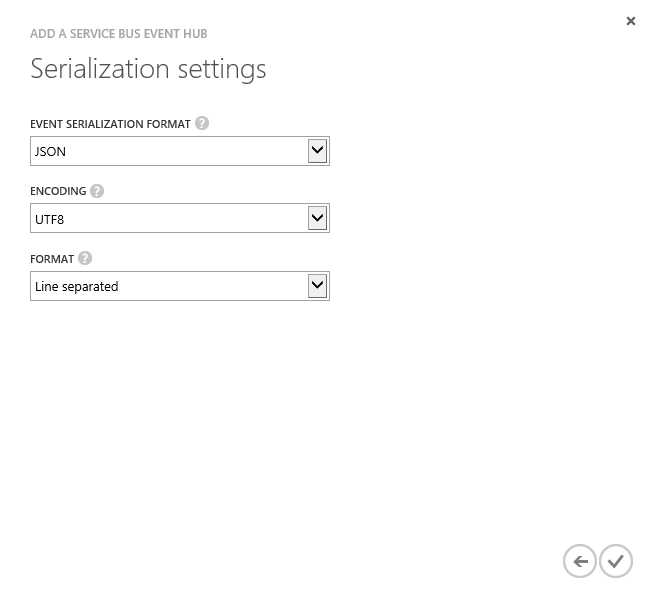 ADD A SERVICE BUS EVENT HUB
Serialization settings
EVENT SERIALIZATION FORMAT ?
JSON
ENCODING ?
UTF8
FORMAT ?
Line separated